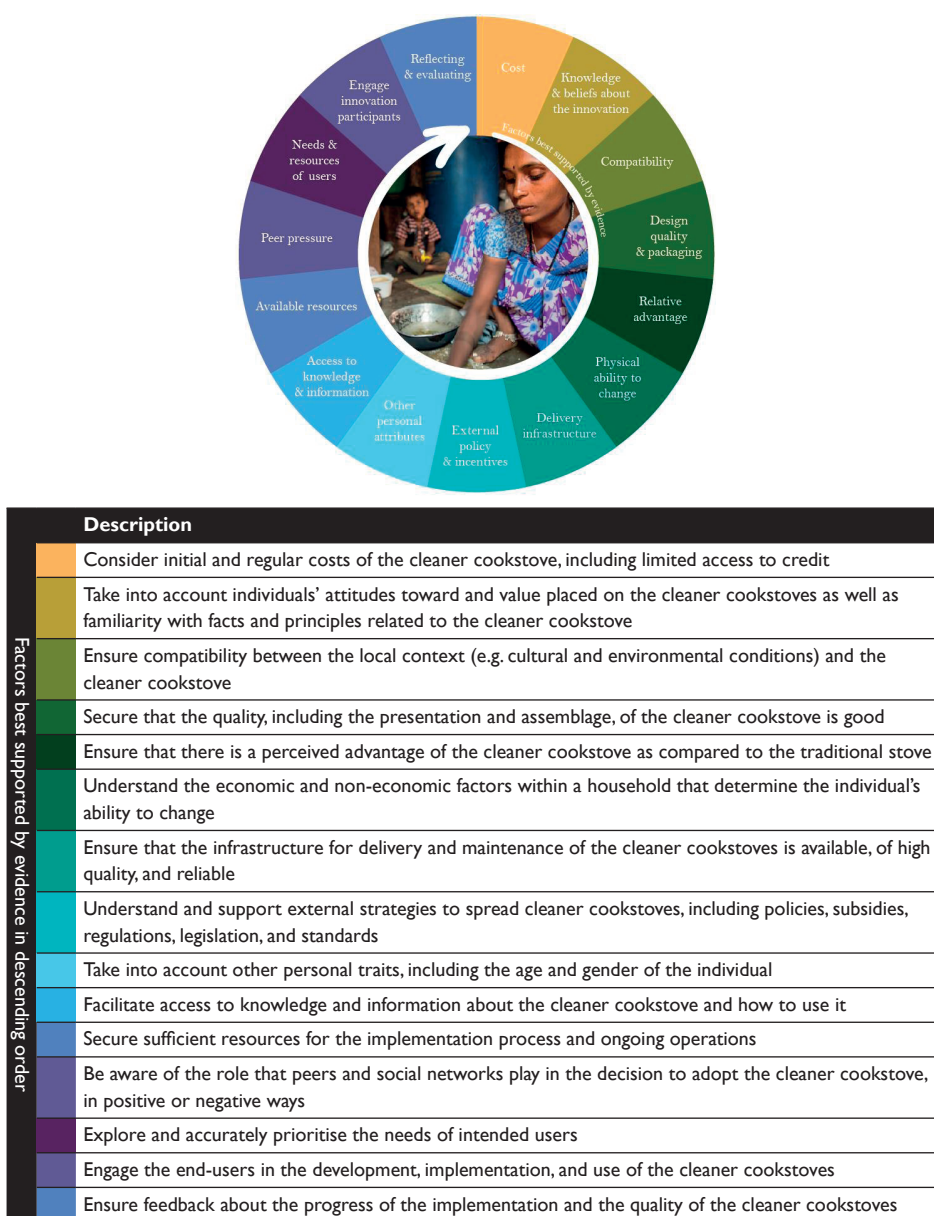 Cost
Knowledge
& beliefs about
the innovation
Compatibility
Design
quality
& packaging
Relative
advantage
Physical
ability to
change
Delivery
infrastructure
External
policy
& incentives
Other
personal
attributes
Access to
knowledge
& information
Available resources
Peer pressure
Needs &
resources
of users
Engage
innovation
participants
Reflecting
& evaluating
Factors best supported by evidence
Description
Factors best supported by evidence in descending order
Consider initial and regular costs of the cleaner cookstove, including limited access to credit
Take into account individuals’ attitudes toward and value placed on the cleaner cookstoves as well as
familiarity with facts and principles related to the cleaner cookstove
Ensure compatibility between the local context (e.g. cultural and environmental conditions) and the
cleaner cookstove
Secure that the quality, including the presentation and assemblage, of the cleaner cookstove is good
Ensure that there is a perceived advantage of the cleaner cookstove as compared to the traditional stove
Understand the economic and non-economic factors within a household that determine the individual’s
ability to change
Ensure that the infrastructure for delivery and maintenance of the cleaner cookstoves is available, of high
quality, and reliable
Understand and support external strategies to spread cleaner cookstoves, including policies, subsidies,
regulations, legislation, and standards
Take into account other personal traits, including the age and gender of the individual
Facilitate access to knowledge and information about the cleaner cookstove and how to use it
Secure sufficient resources for the implementation process and ongoing operations
Be aware of the role that peers and social networks play in the decision to adopt the cleaner cookstove,
in positive or negative ways
Explore and accurately prioritise the needs of intended users
Engage the end-users in the development, implementation, and use of the cleaner cookstoves
Ensure feedback about the progress of the implementation and the quality of the cleaner cookstoves